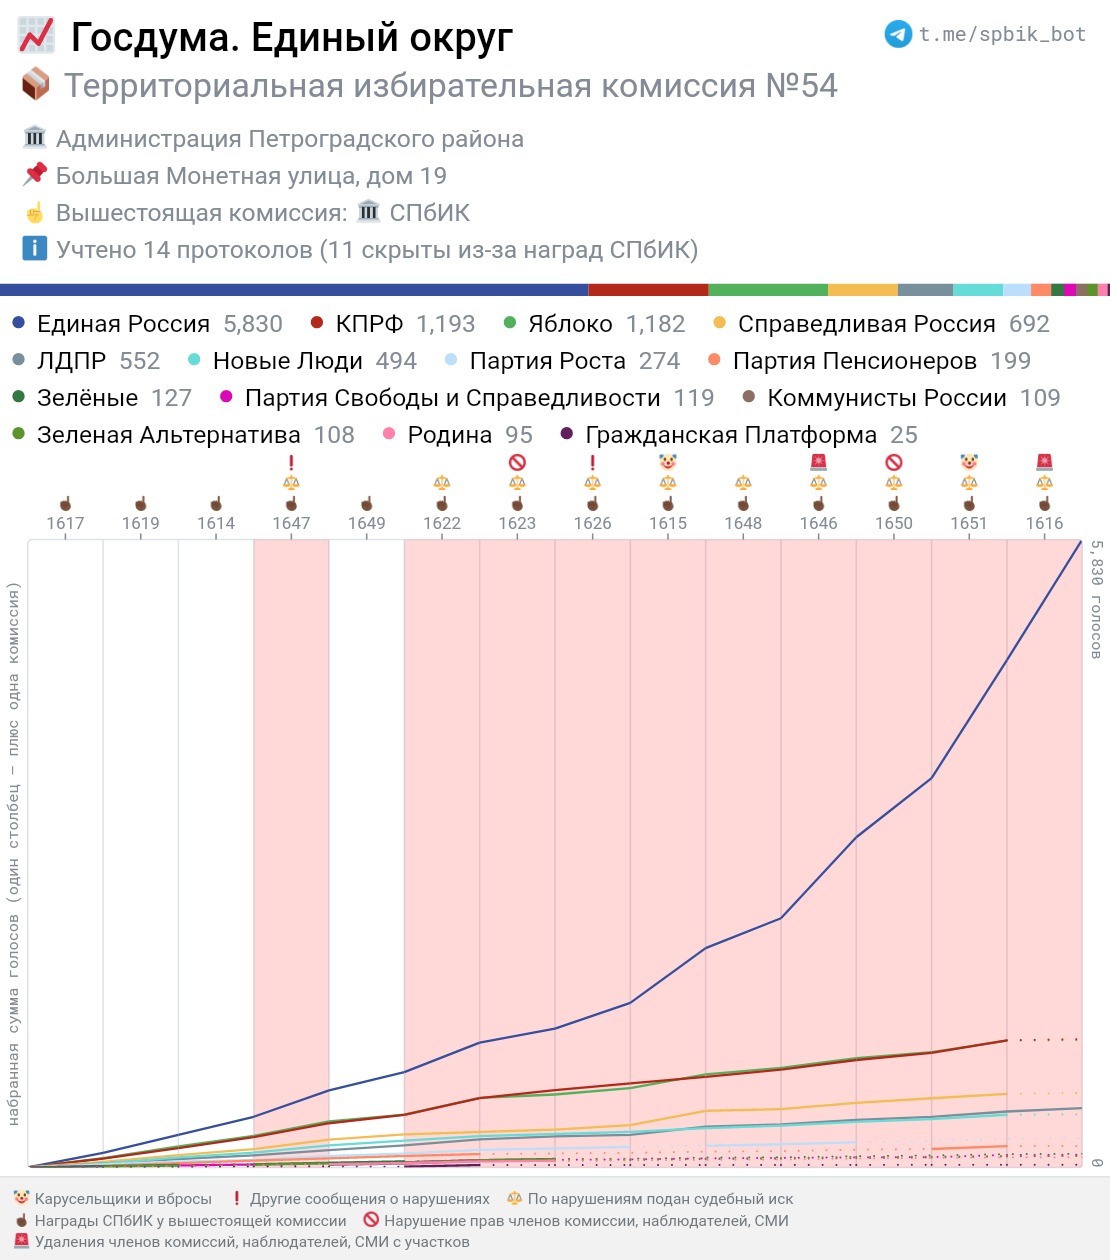 Госдума. Единый округ
t.me/spbik_bot
Территориальная избирательная комиссия №54
Администрация Петроградского района
Большая Монетная улица, дом 19
Вышестоящая комиссия: СПбИК
Учтено 14 протоколов (11 скрыты из-за наград СПбИК)
Единая Россия 5,830 КПРФ 1,193 Яблоко 1,182 Справедливая Россия 692
ЛДПР 552 Новые Люди 494 Партия Роста 274 Партия Пенсионеров 199
Зелёные 127 Партия Свободы и Справедливости 119 Коммунисты России 109
Зеленая Альтернатива 108 Родина 95 Гражданская Платформа 25
1617 1619 1614 1647 1649 1622 1623 1626 1615 1648 1646 1650 1651 1616
набранная сумма голосов (один столбец — плюс одна комиссия)
5,830 голосов
0
Карусельщики и вбросы Другие сообщения о нарушениях По нарушениям подан судебный иск
Награды СПбИК у вышестоящей комиссии Нарушение прав членов комиссии, наблюдателей, СМИ
Удаления членов комиссий, наблюдателей, СМИ с участков